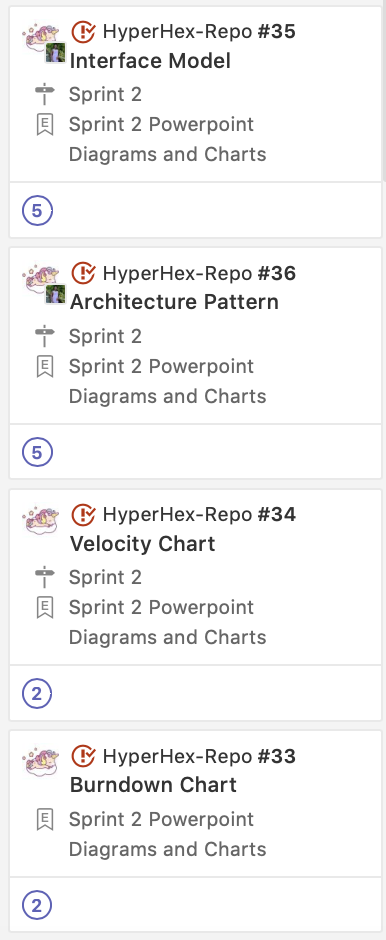 HyperHex-Repo #35
Interface Model
Sprint 2
E Sprint 2 Powerpoint
Diagrams and Charts
5
HyperHex-Repo #36
Architecture Pattern
Sprint 2
E Sprint 2 Powerpoint
Diagrams and Charts
5
HyperHex-Repo #34
Velocity Chart
Sprint 2
E Sprint 2 Powerpoint
Diagrams and Charts
2
HyperHex-Repo #33
Burndown Chart
E Sprint 2 Powerpoint
Diagrams and Charts
2